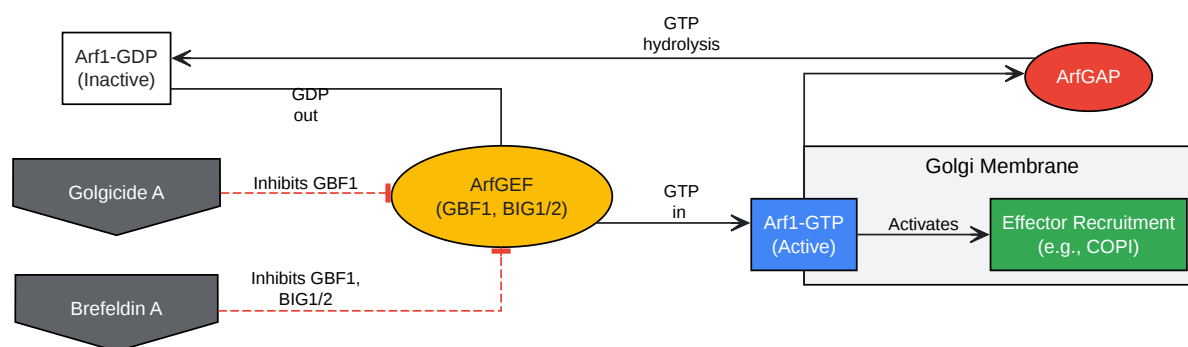 GTP
hydrolysis
Arf1-GDP
(Inactive)
ArfGAP
GDP
out
Golgi Membrane
Golgicide A
Inhibits GBF1
ArfGEF
(GBF1, BIG1/2)
GTP
in
Arf1-GTP
(Active)
Activates
Effector Recruitment
(e.g., COPI)
Brefeldin A
Inhibits GBF1,
BIG1/2